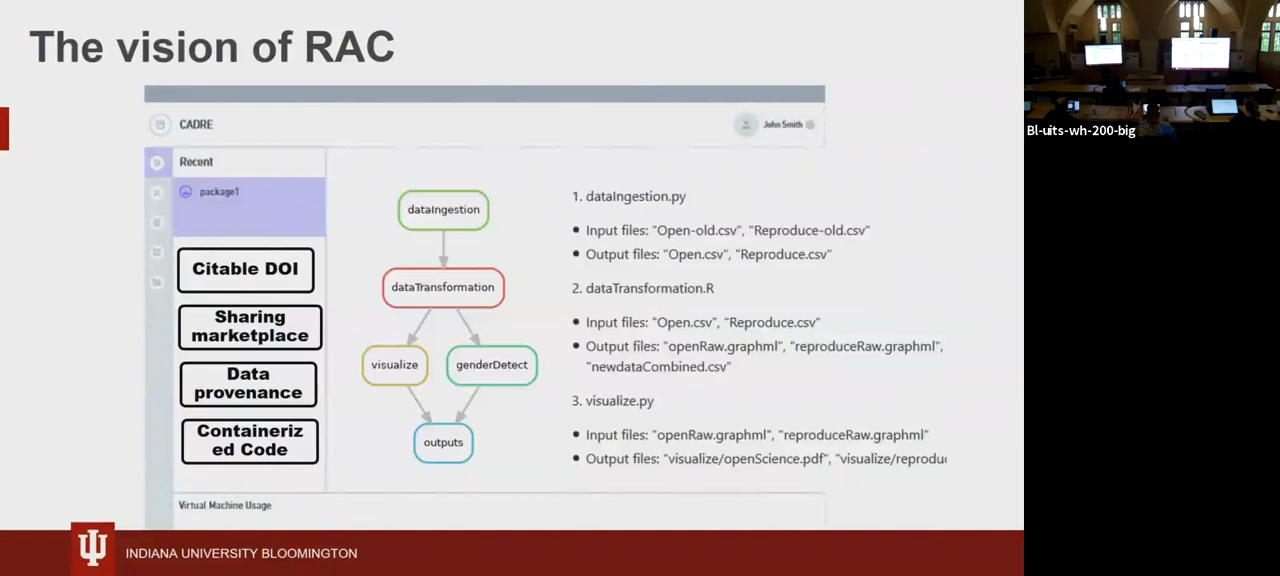 The vision of RAC
CADRE
John Smith
Recent
package1
Citable DOI
Sharing
marketplace
Data
provenance
Containeriz
ed Code
dataIngestion
dataTransformation
visualize
genderDetect
outputs
1. dataIngestion.py
• Input files: "Open-old.csv", "Reproduce-old.csv"
• Output files: "Open.csv", "Reproduce.csv"
2. dataTransformation.R
• Input files: "Open.csv", "Reproduce.csv"
• Output files: "openRaw.graphml", "reproduceRaw.graphml",
"newdataCombined.csv"
3. visualize.py
• Input files: "openRaw.graphml", "reproduceRaw.graphml"
• Output files: "visualize/openScience.pdf", "visualize/reproduc
Virtual Machine Usage
INDIANA UNIVERSITY BLOOMINGTON
Bl-uits-wh-200-big